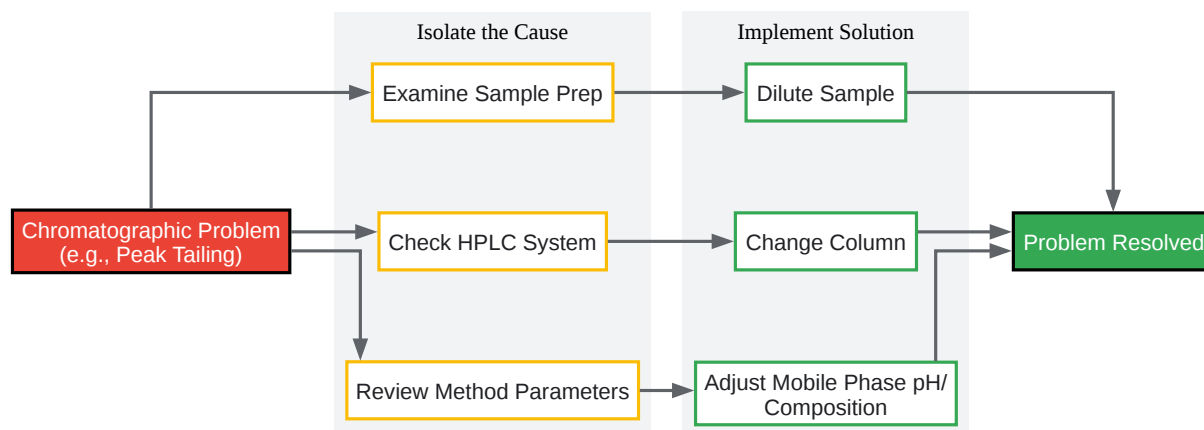 Isolate the Cause
Implement Solution
Examine Sample Prep
Dilute Sample
Chromatographic Problem
(e.g., Peak Tailing)
Check HPLC System
Change Column
Problem Resolved
Review Method Parameters
Adjust Mobile Phase pH/
Composition